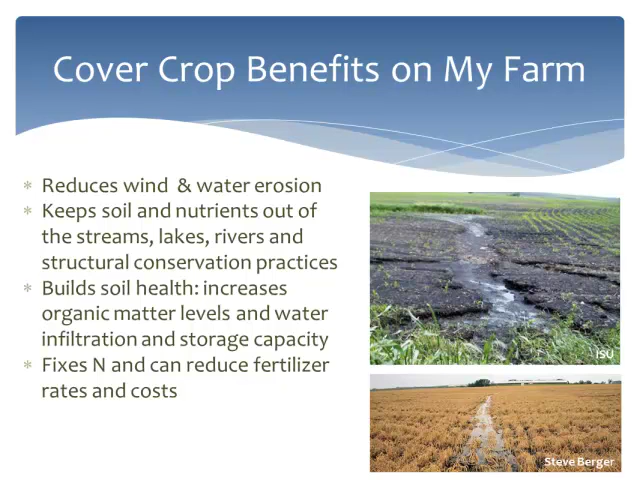 Cover Crop Benefits on My Farm
Reduces wind & water erosion
Keeps soil and nutrients out of
the streams, lakes, rivers and
structural conservation practices
Builds soil health: increases
organic matter levels and water
infiltration and storage capacity
Fixes N and can reduce fertilizer
rates and costs
ISU
Steve Berger